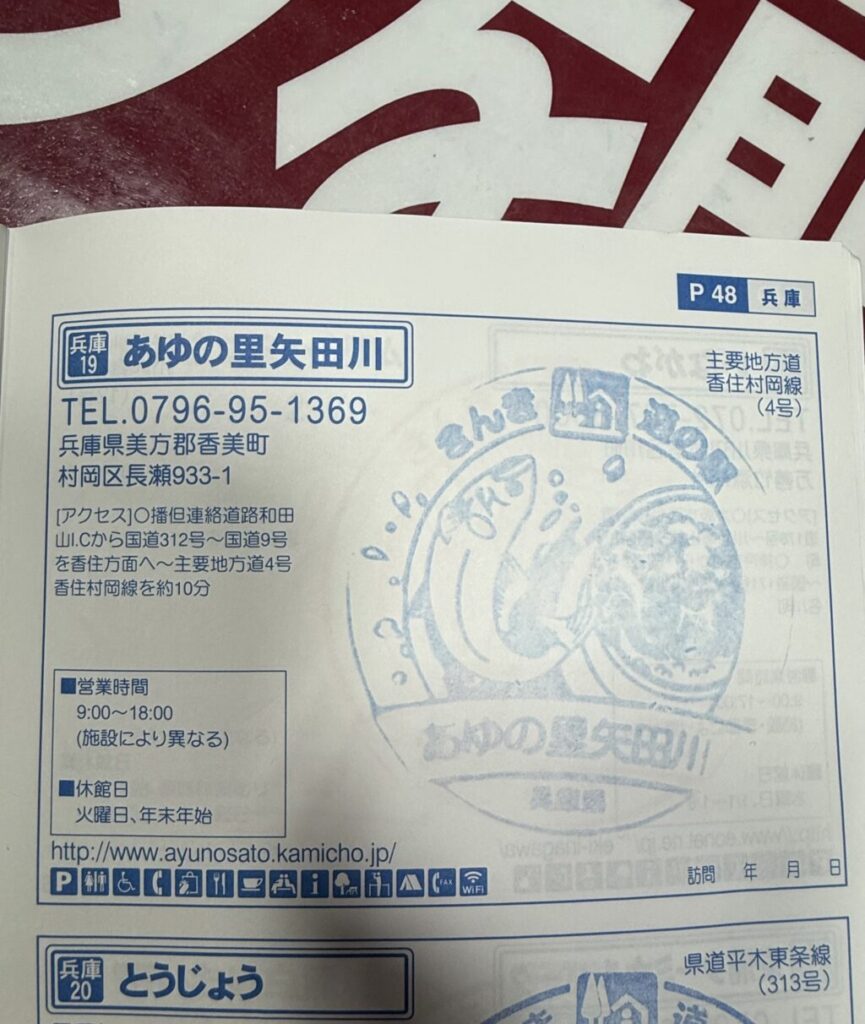 P 48 兵庫
兵庫
19
あゆの里矢田川
主要地方道
香住村岡線
(4号)
TEL.0796-95-1369
兵庫県美方郡香美町
村岡区長瀬933-1
[アクセス]○播但連絡道路和田
山I.Cから国道312号〜国道9号
を香住方面へ〜主要地方道4号
香住村岡線を約10分
きんき 道の駅
あゆの里矢田川
兵庫県
■営業時間
9:00〜18:00
(施設により異なる)
■休館日
火曜日、年末年始
http://www.ayunosato.kamicho.jp/
P
i
FAX
WiFi
訪問 年 月 日
兵庫
20
とうじょう
県道平木東条線
(313号)